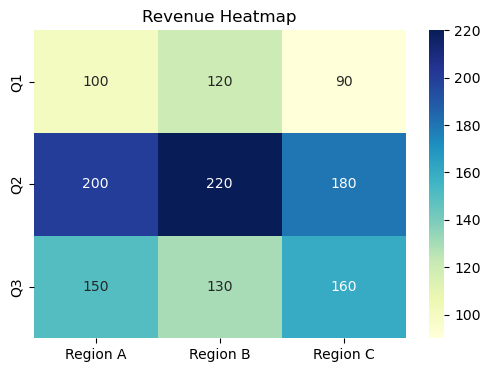 Revenue Heatmap
Q1 100 120 90
Q2 200 220 180
Q3 150 130 160
Region A Region B Region C
220
200
180
160
140
120
100